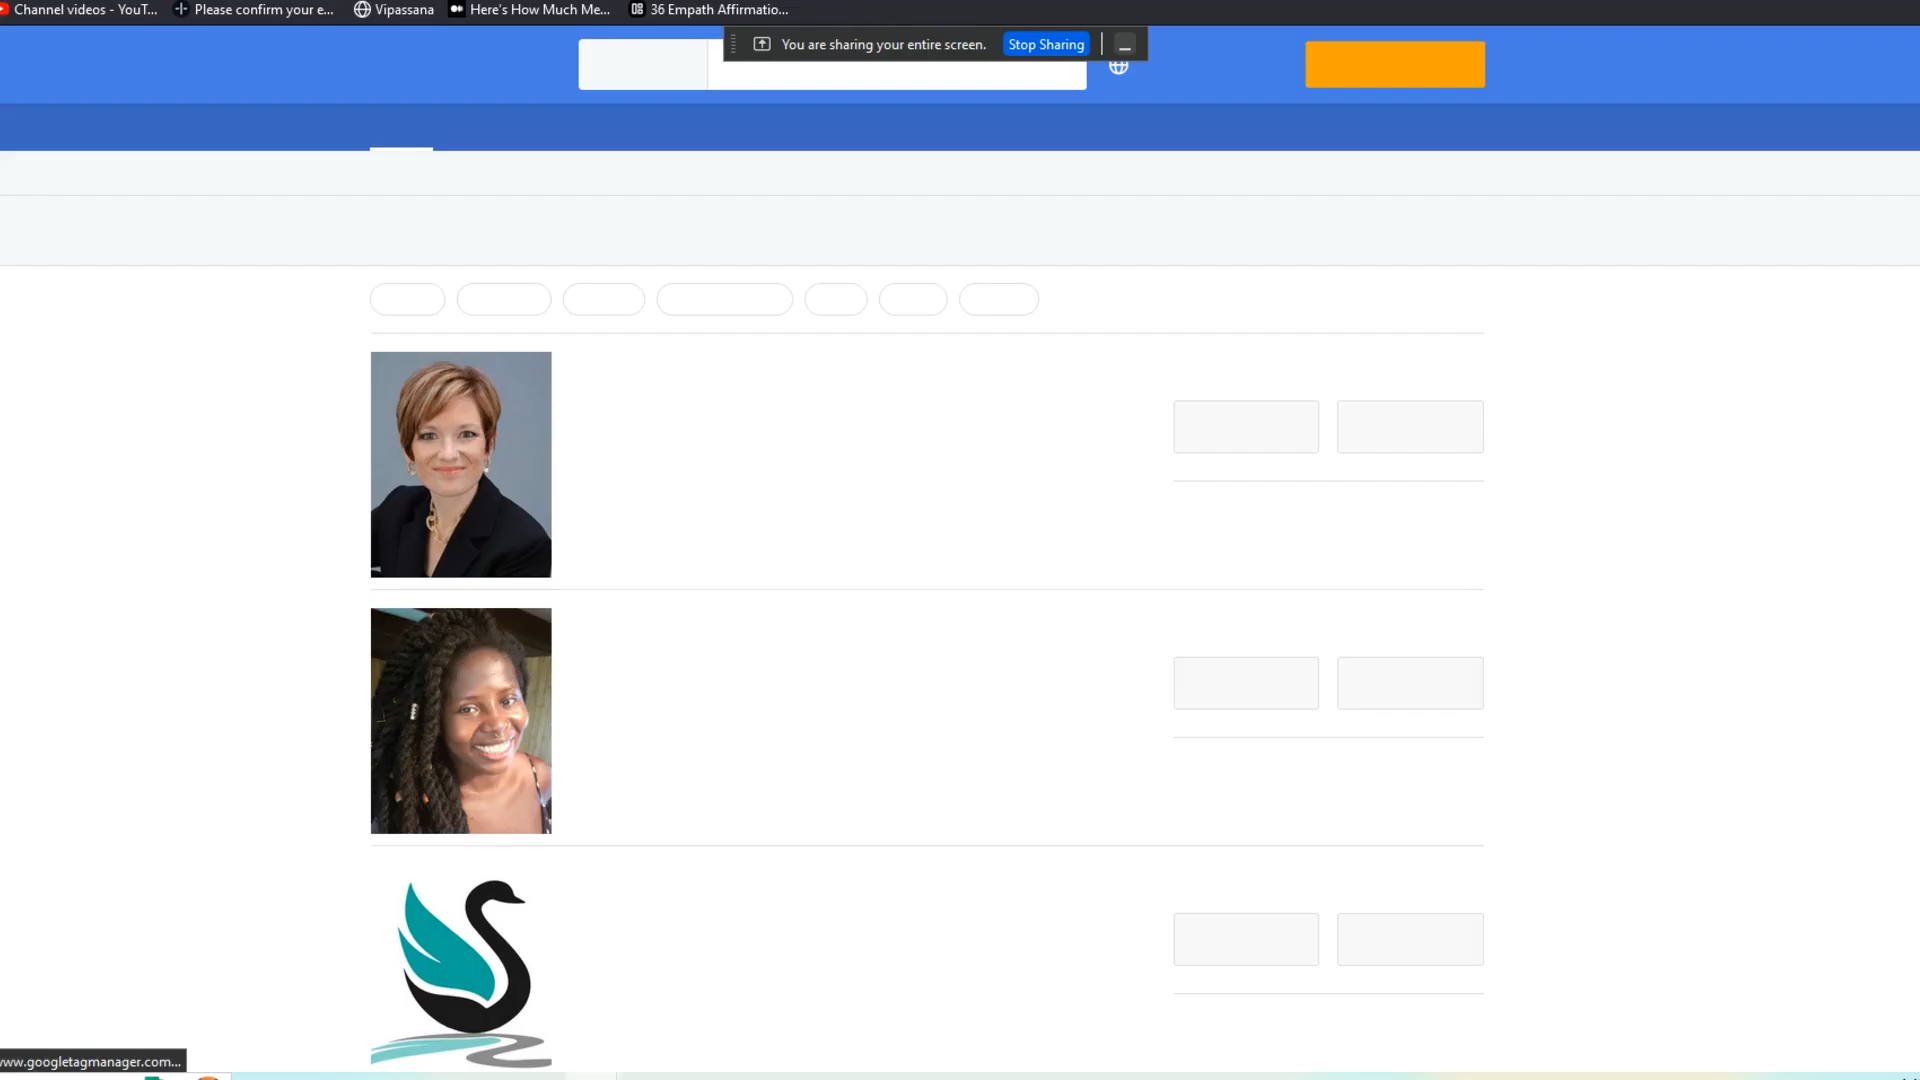 Channel videos - YouT... Please confirm your e... Vipassana Here's How Much Me... 36 Empath Affirmatio...
You are sharing your entire screen. Stop Sharing
www.googletagmanager.com...